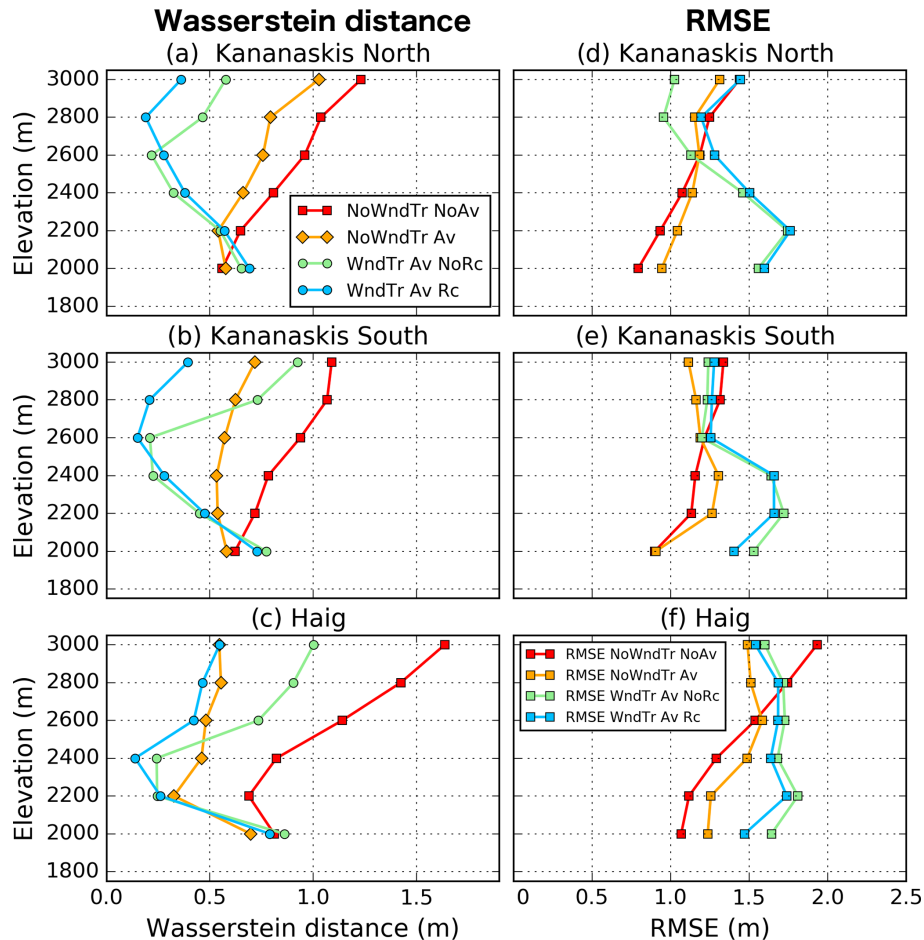 Wasserstein distance
RMSE
(a) Kananaskis North
(d) Kananaskis North
Elevation (m)
3000
2800
2600
2400
2200
2000
1800
NoWndTr NoAv
NoWndTr Av
WndTr Av NoRc
WndTr Av Rc
(b) Kananaskis South
(e) Kananaskis South
Elevation (m)
3000
2800
2600
2400
2200
2000
1800
(c) Haig
(f) Haig
Elevation (m)
3000
2800
2600
2400
2200
2000
1800
RMSE NoWndTr NoAv
RMSE NoWndTr Av
RMSE WndTr Av NoRc
RMSE WndTr Av Rc
0.0 0.5 1.0 1.5
0 0.5 1.0 1.5 2.0 2.5
Wasserstein distance (m)
RMSE (m)